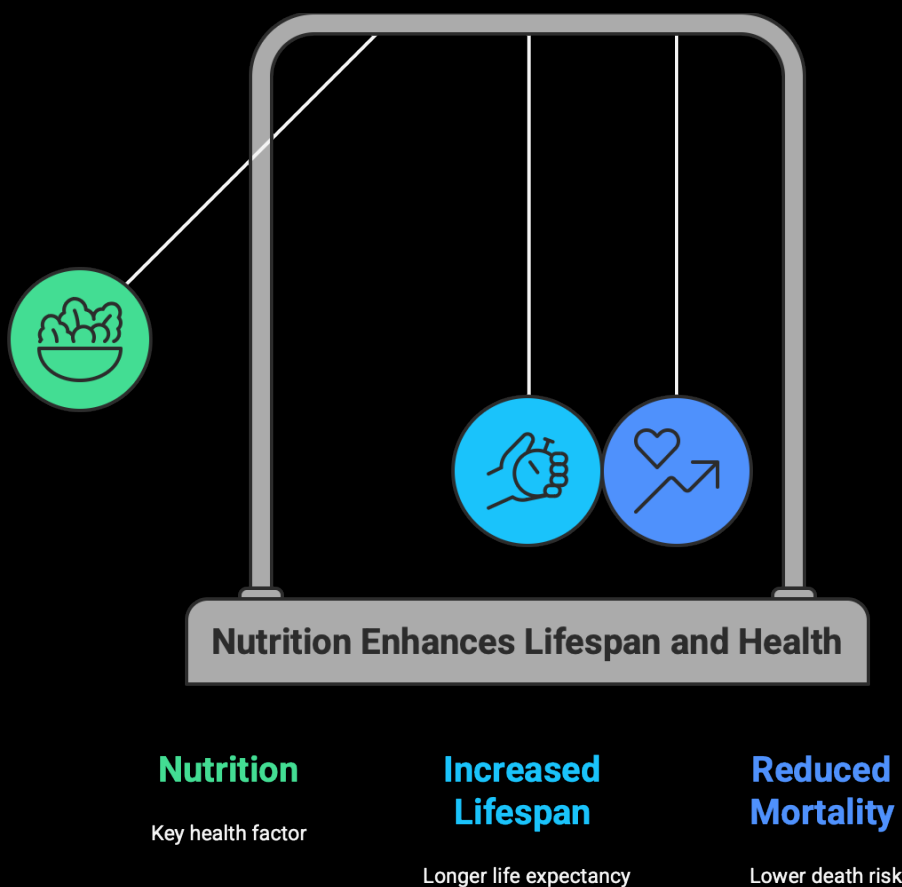 Nutrition Enhances Lifespan and Health
Nutrition
Key health factor
Increased
Lifespan
Longer life expectancy
Reduced
Mortality
Lower death risk